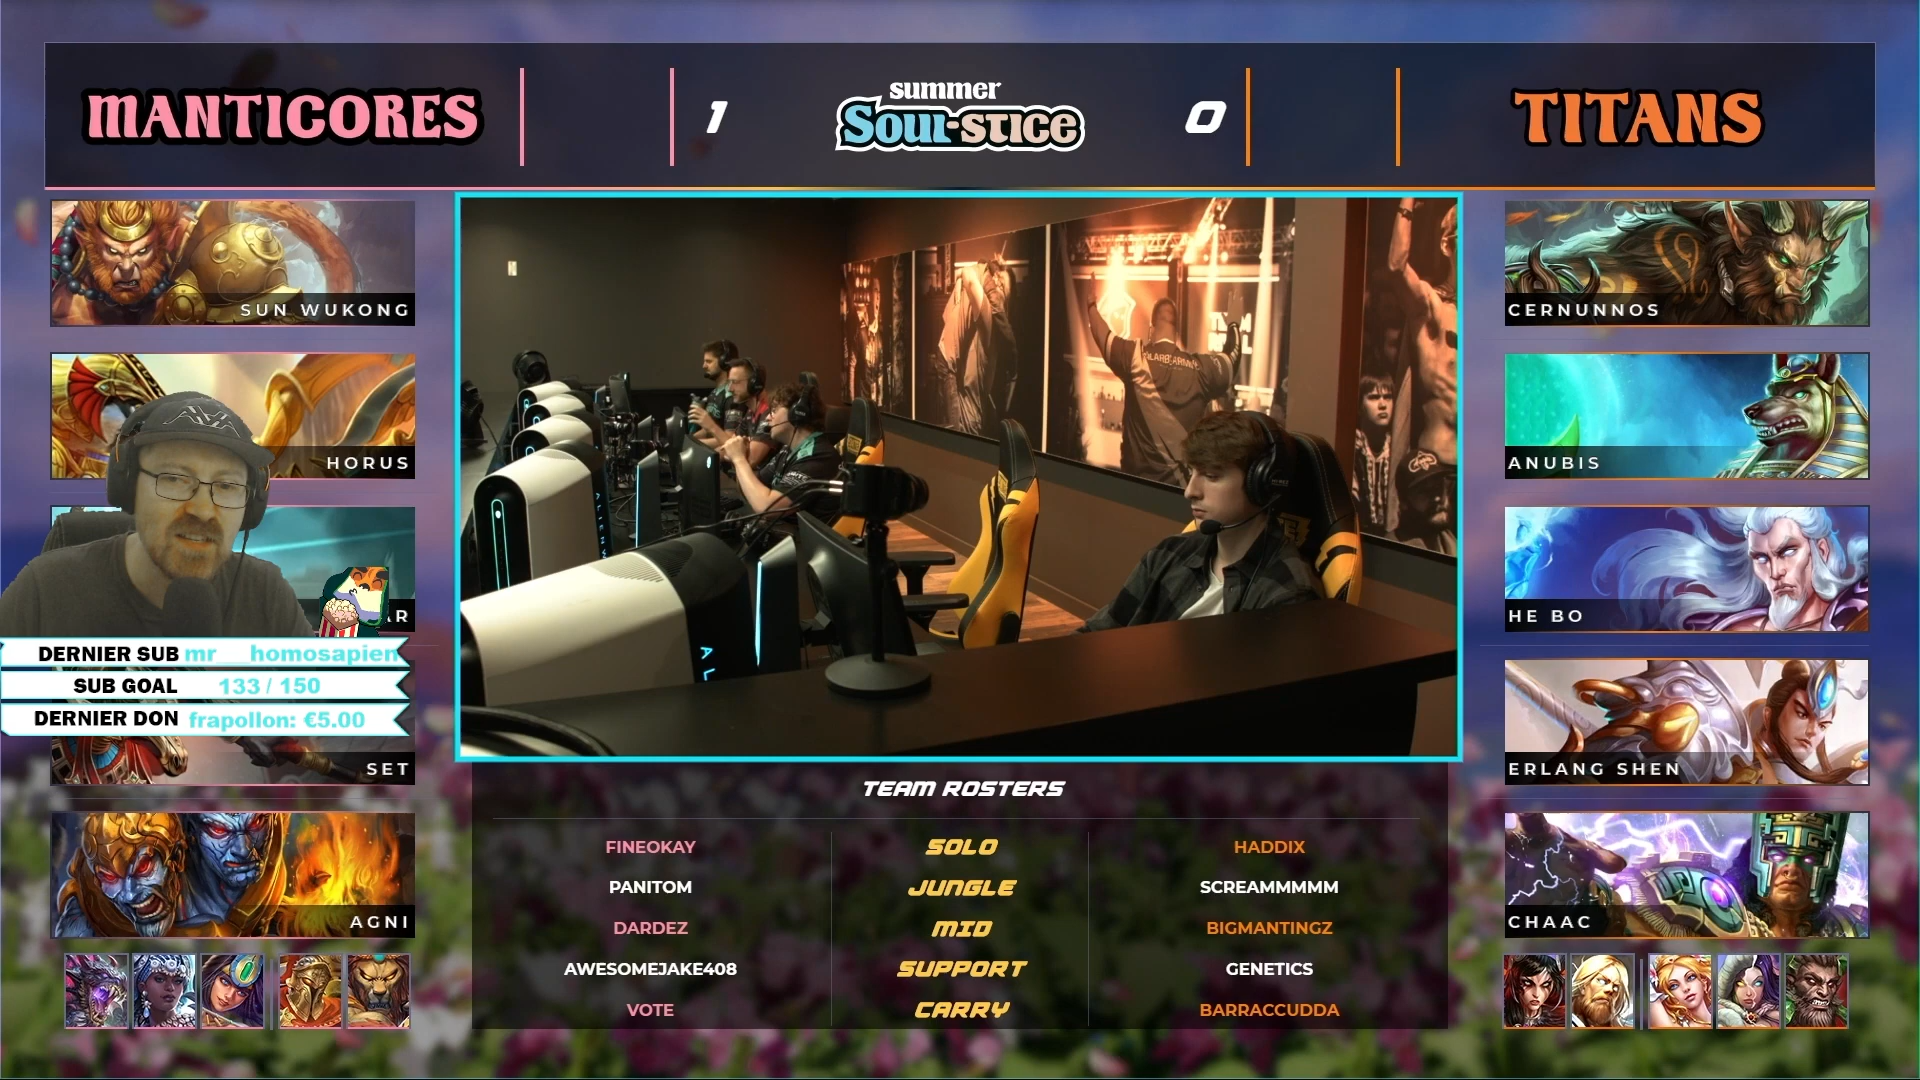 MANTICORES
1
summer
Soul-stice
0
TITANS
SUN WUKONG
HORUS
AR
SET
AGNI
CERNUNNOS
ANUBIS
HE BO
ERLANG SHEN
CHAAC
DERNIER SUB mr homosapien
SUB GOAL 133 / 150
DERNIER DON frapollon: €5.00
TEAM ROSTERS
FINEOKAY SOLO HADDIX
PANITOM JUNGLE SCREAMMMMM
DARDEZ MID BIGMANTINGZ
AWESOMEJAKE408 SUPPORT GENETICS
VOTE CARRY BARRACCUDDA